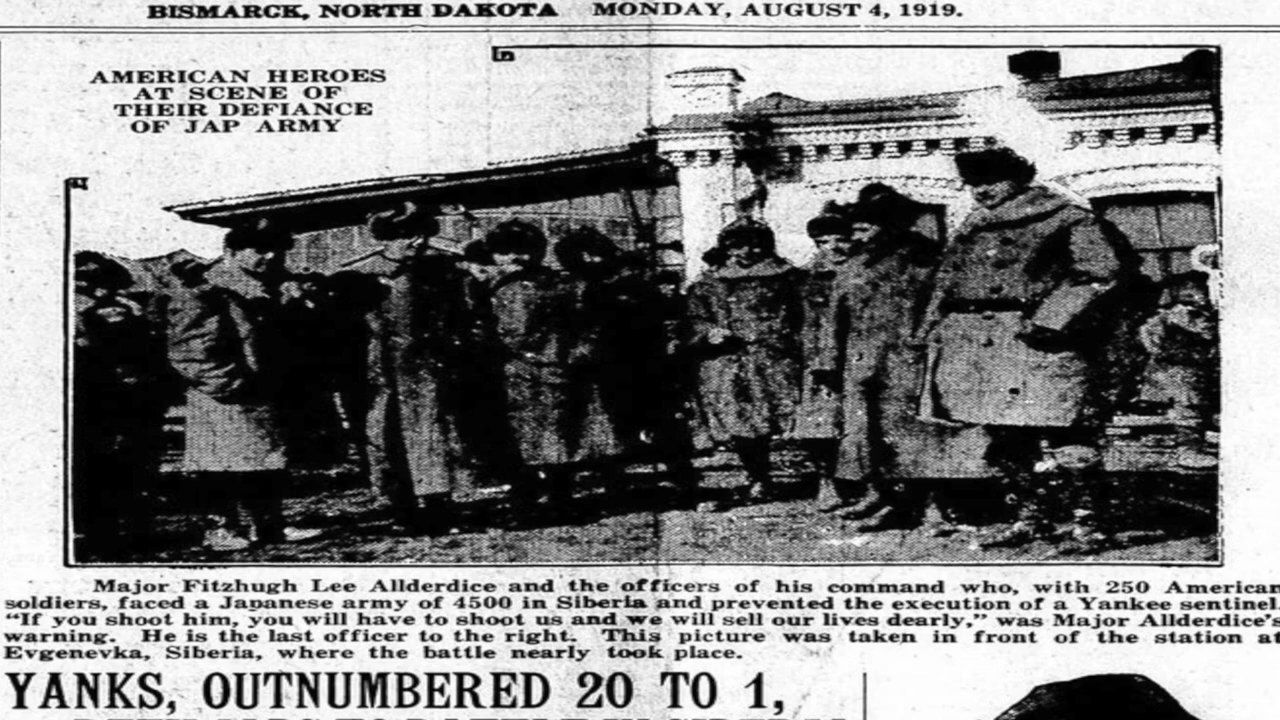 BISMARCK, NORTH DAKOTA MONDAY, AUGUST 4, 1919.
AMERICAN HEROES
AT SCENE OF
THEIR DEFIANCE
OF JAP ARMY
Major Fitzhugh Lee Allderdice and the officers of his command who, with 250 American
soldiers, faced a Japanese army of 4500 in Siberia and prevented the execution of a Yankee sentinel.
“If you shoot him, you will have to shoot us and we will sell our lives dearly,” was Major Allderdice's
warning. He is the last officer to the right. This picture was taken in front of the station at
Evgenevka, Siberia, where the battle nearly took place.
YANKS, OUTNUMBERED 20 TO 1,